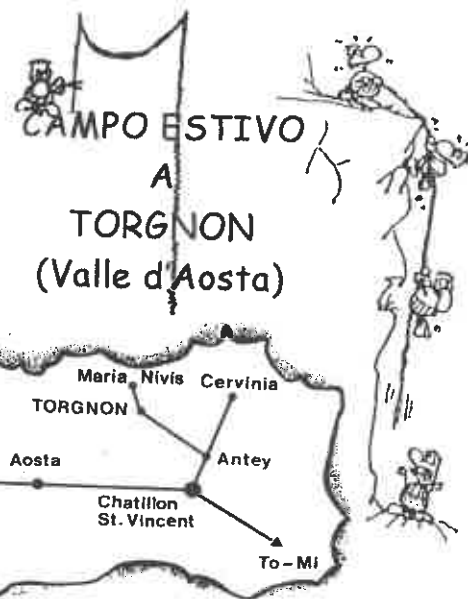 CAMPO ESTIVO
A
TORGNON
(Valle d'Aosta)
Maria Nivis Cervinia
TORGNON
Antey
Aosta
Chatillon
St. Vincent
To-Mi